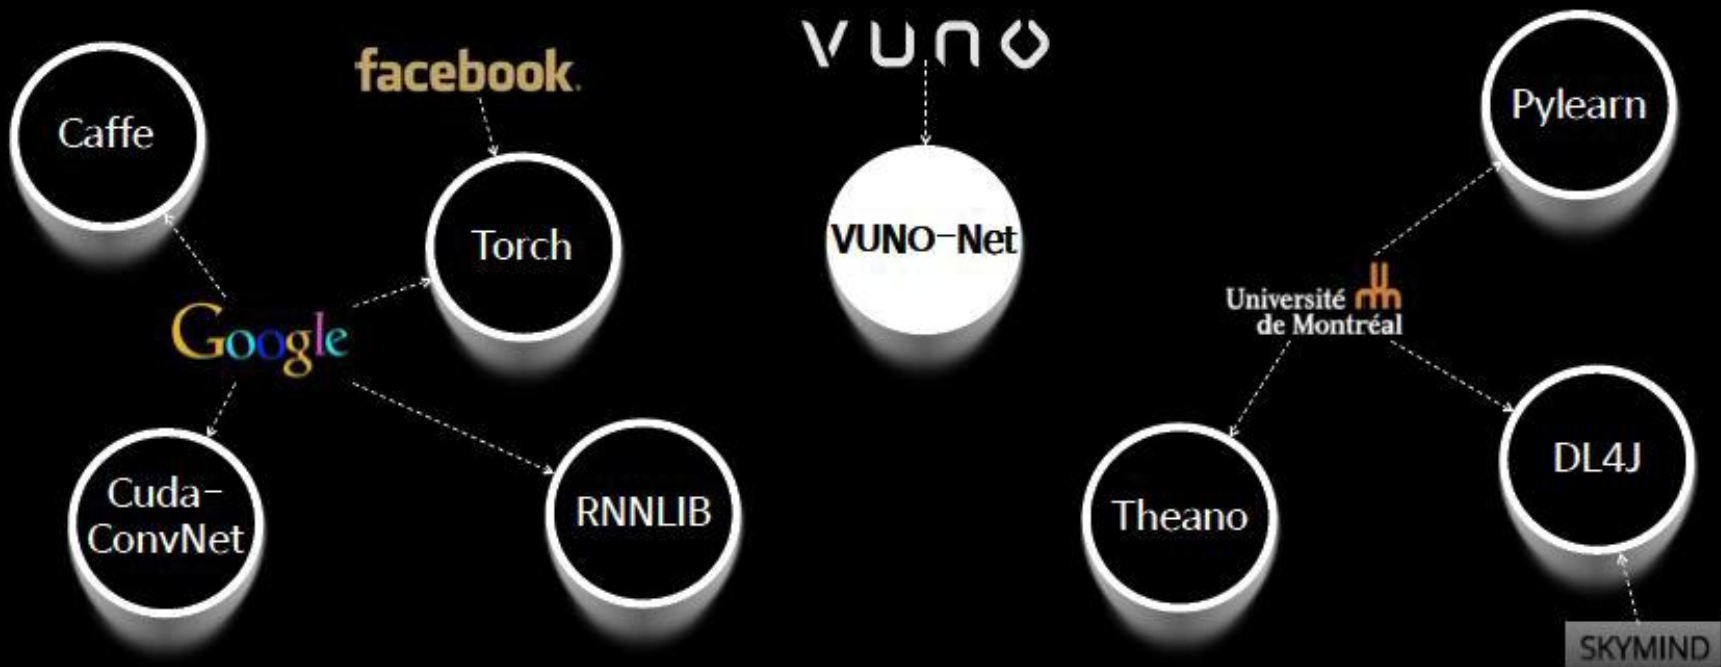 Caffe
facebook.
VUNO
Pylearn
Torch
VUNO-Net
Google
Université
de Montréal
Cuda-
ConvNet
RNNLIB
Theano
DL4J
SKYMIND